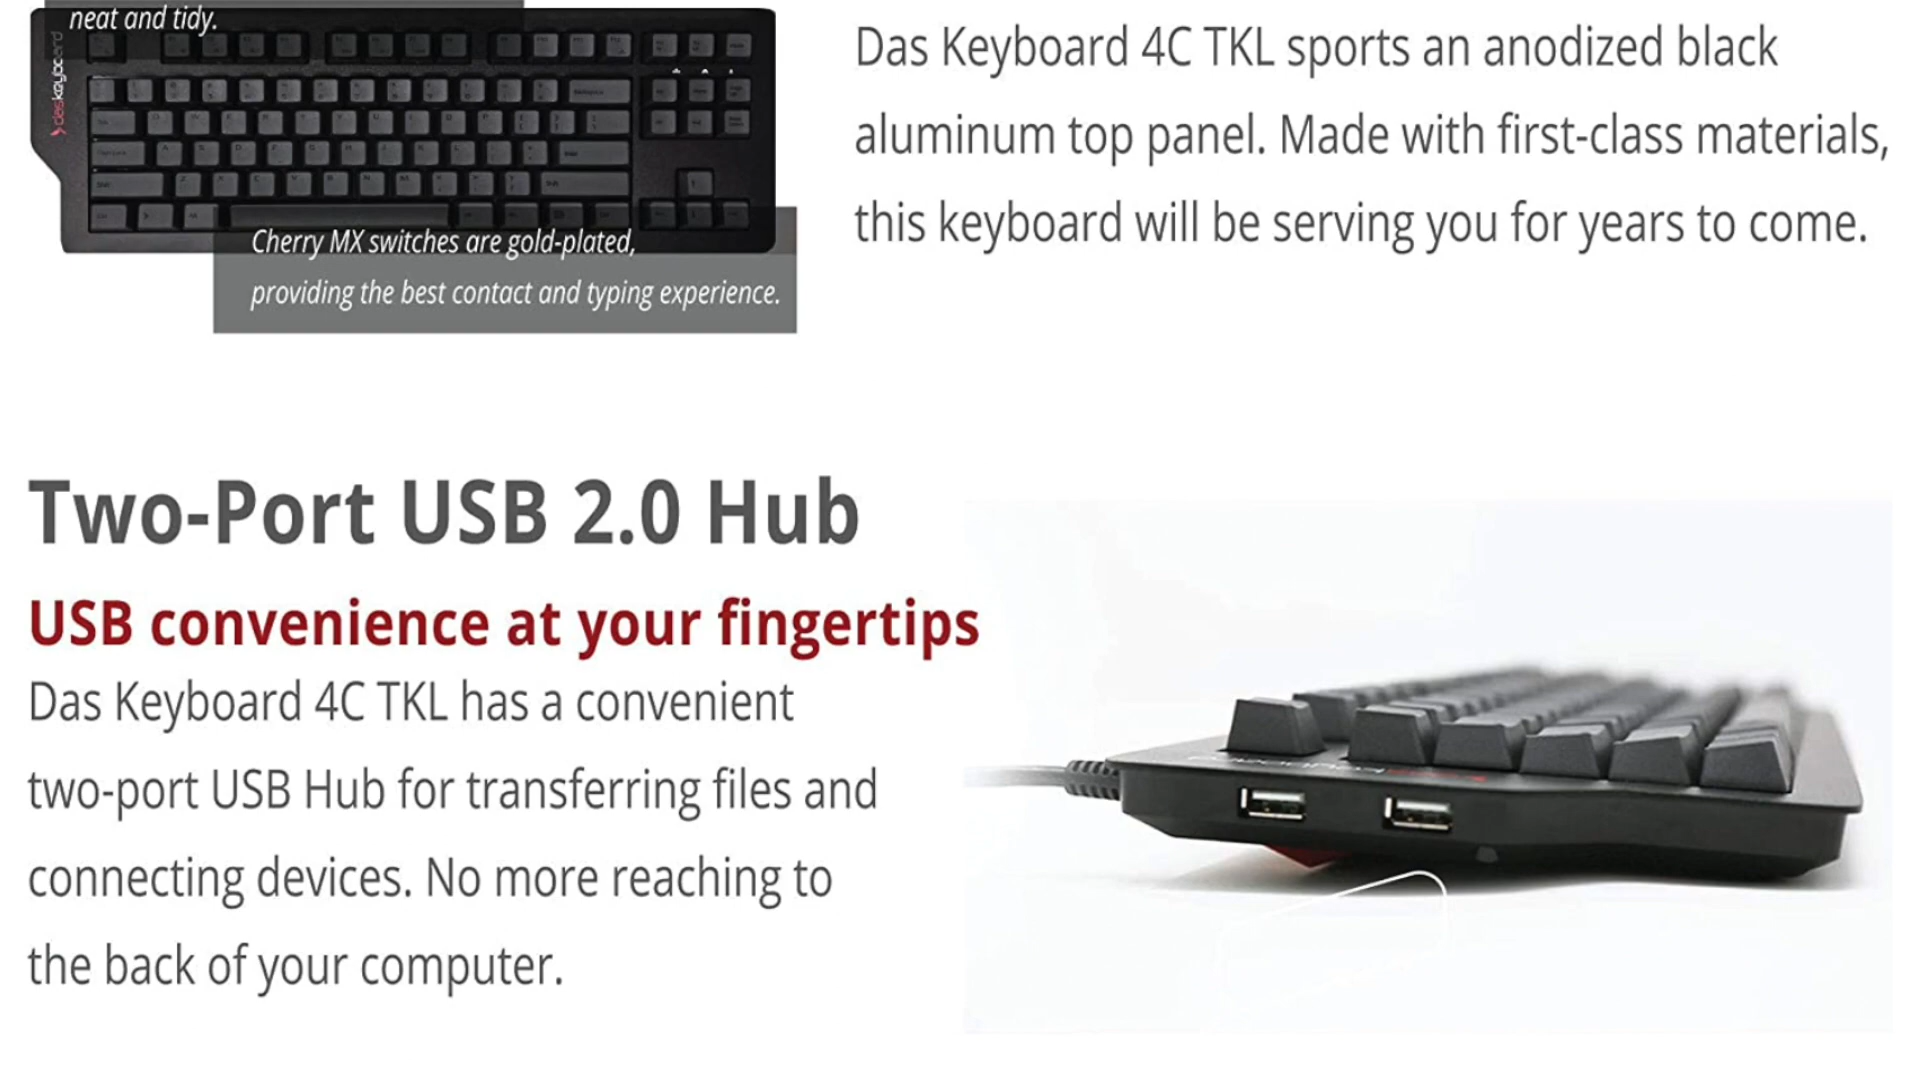 neat and tidy.
daskeyboard
Cherry MX switches are gold-plated,
providing the best contact and typing experience.
Das Keyboard 4C TKL sports an anodized black
aluminum top panel. Made with first-class materials,
this keyboard will be serving you for years to come.
Two-Port USB 2.0 Hub
USB convenience at your fingertips
Das Keyboard 4C TKL has a convenient
two-port USB Hub for transferring files and
connecting devices. No more reaching to
the back of your computer.